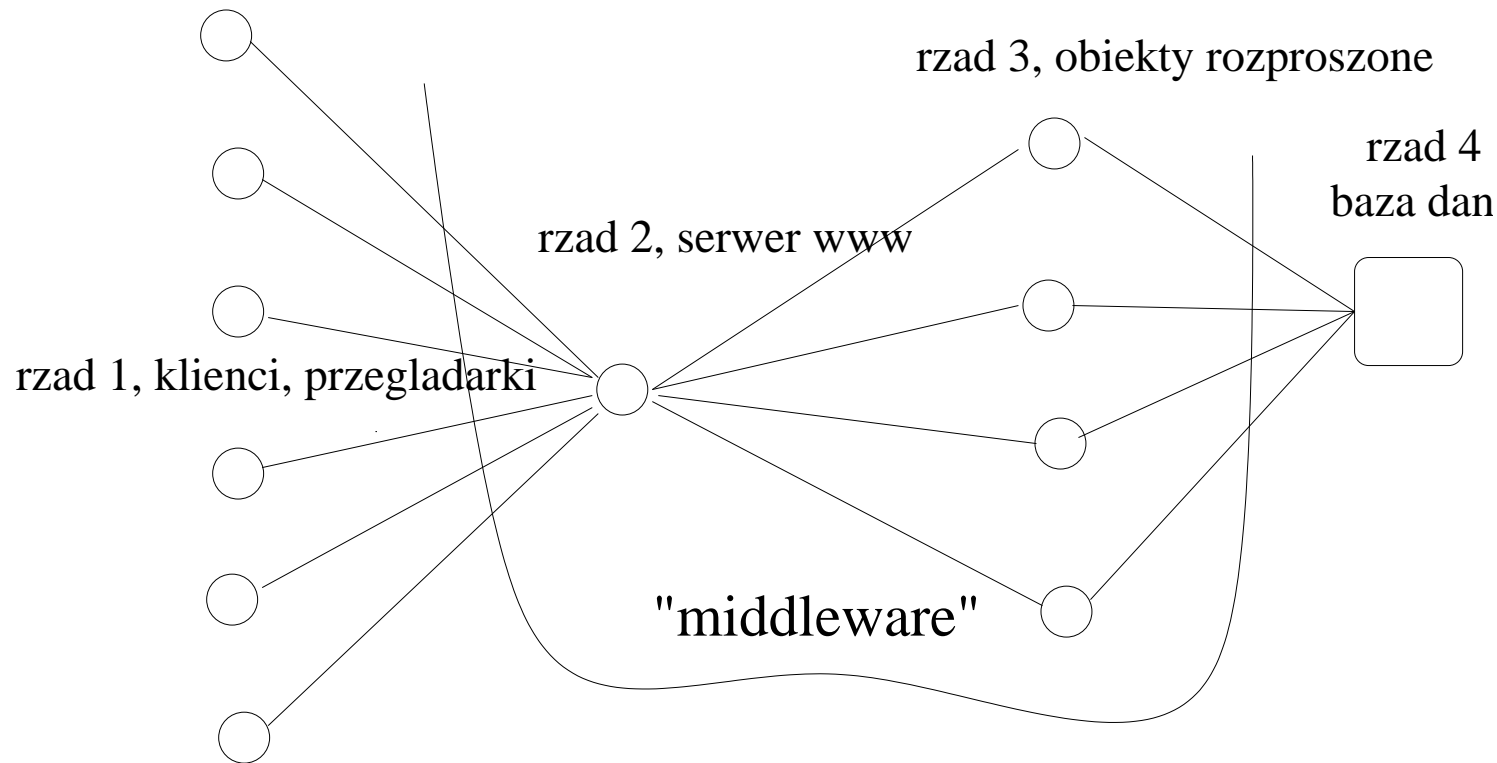 rzad 3, obiekty rozproszone
rzad 4
baza dan
rzad 2, serwer www
rzad 1, klienci, przegladarki
"middleware"